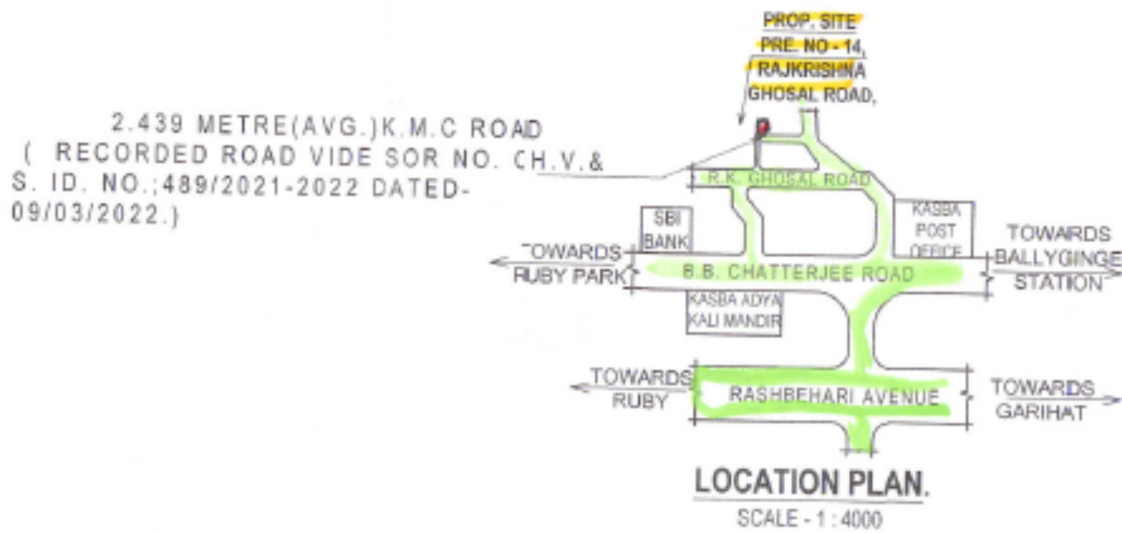 PROP. SITE
PRE. NO - 14,
RAJKRISHNA
GHOSAL ROAD,
2.439 METRE(AVG.)K.M.C ROAD
( RECORDED ROAD VIDE SOR NO. CH.V.&
S. ID. NO.;489/2021-2022 DATED-
09/03/2022.)
R.K. GHOSAL ROAD
SBI
BANK
KASBA
POST
OFFICE
TOWARDS
RUBY PARK
B.B. CHATTERJEE ROAD
TOWARDS
BALLYGINGE
STATION
KASBA ADYA
KALI MANDIR
TOWARDS
RUBY
RASHBEHARI AVENUE
TOWARDS
GARIHAT
LOCATION PLAN.
SCALE - 1 : 4000